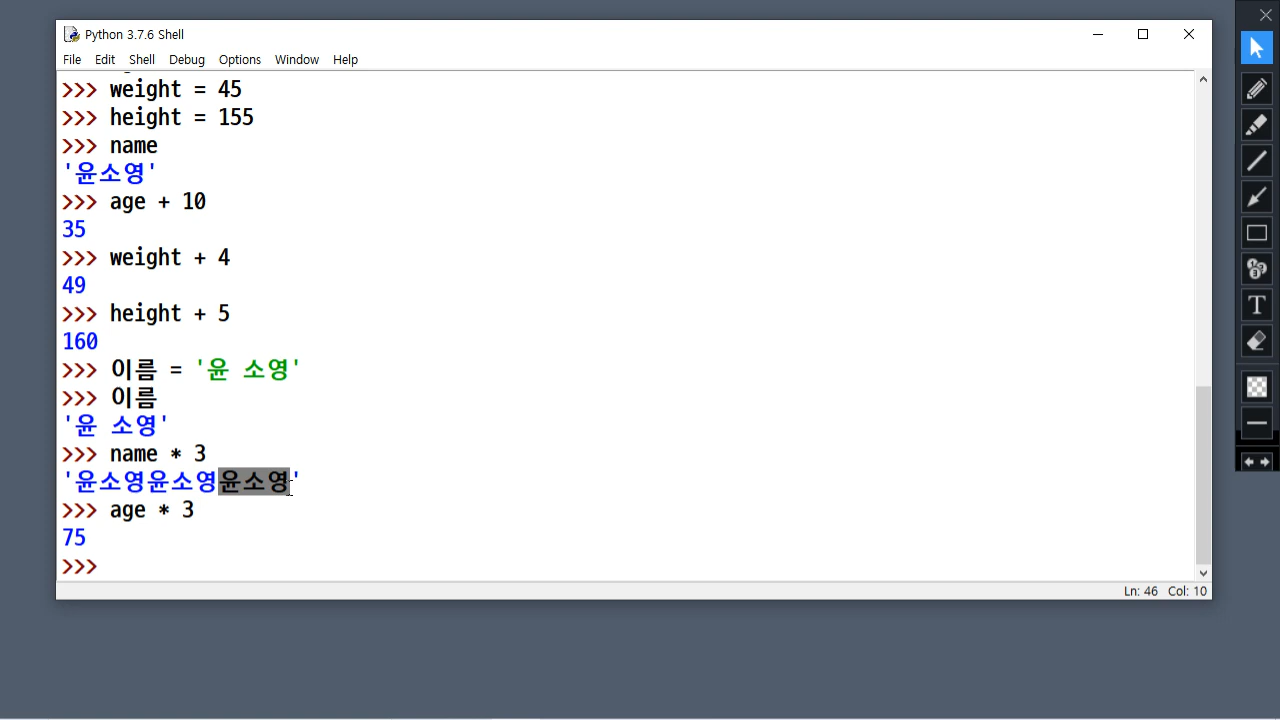 Python 3.7.6 Shell
File Edit Shell Debug Options Window Help
>>> weight = 45
>>> height = 155
>>> name
'윤소영'
>>> age + 10
35
>>> weight + 4
49
>>> height + 5
160
>>> 이름 = '윤 소영'
>>> 이름
'윤 소영'
>>> name * 3
'윤소영윤소영윤소영'
>>> age * 3
75
>>>
Ln: 46 Col: 10
T